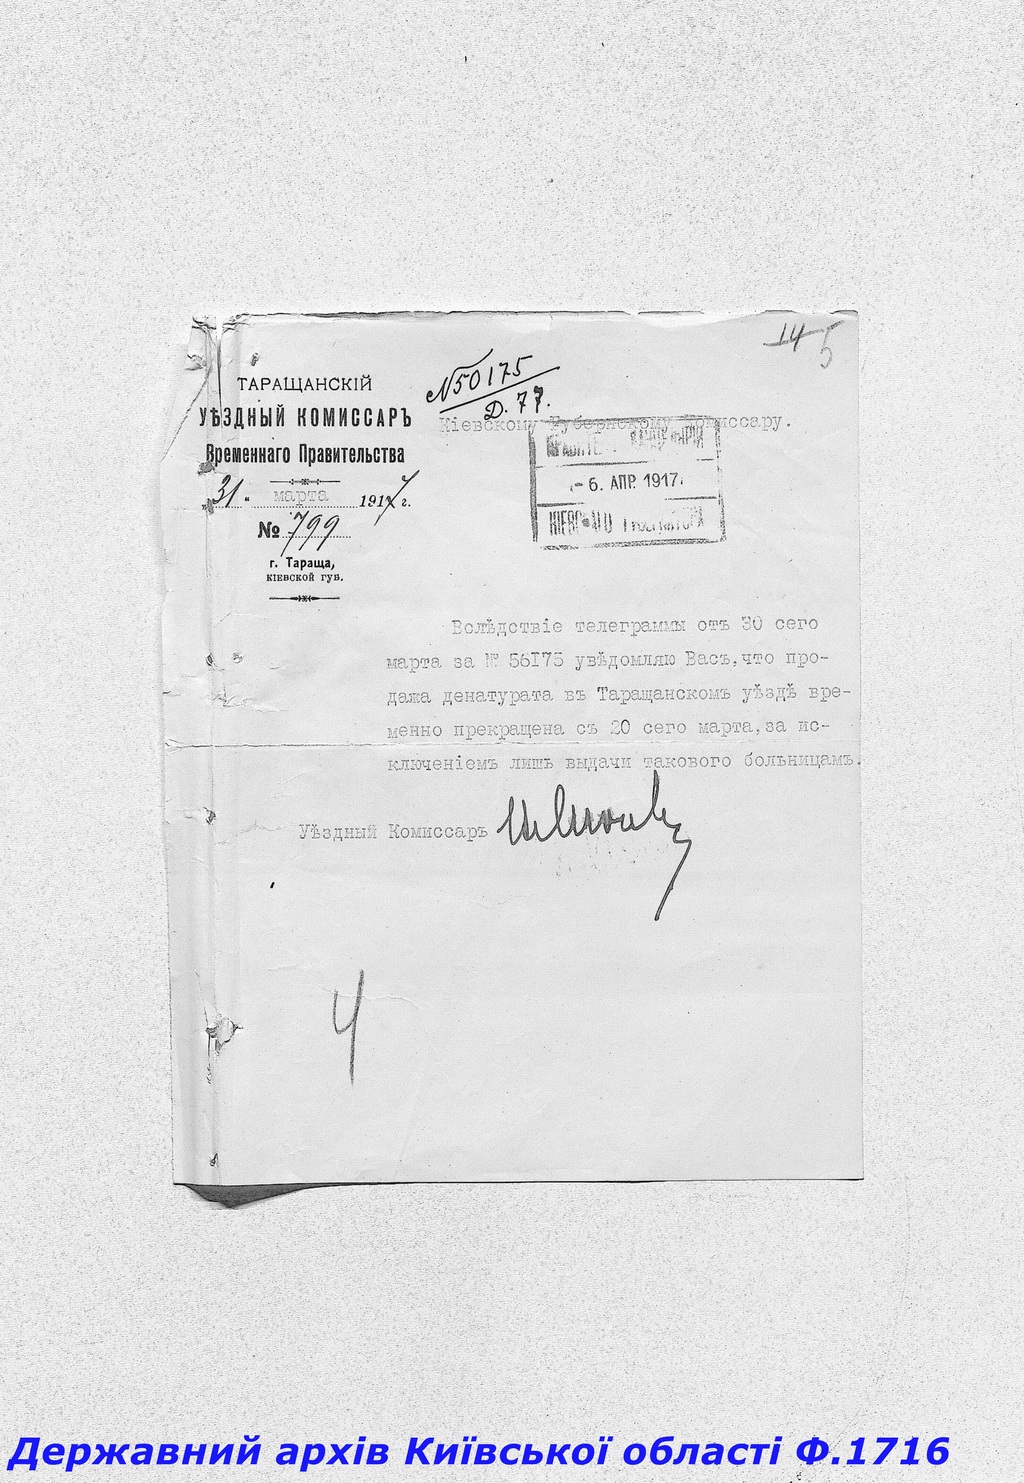 14 5
ТАРАЩАНСКІЙ
УѢЗДНЫЙ КОМИССАРЪ
Временнаго Правительства
31 " марта 1917 г.
№ 799
г. Тараща,
КІЕВСКОЙ ГУБ.
№50175
Д. 77.
Кіевскому Губернскому Комиссару.
- 6. АПР. 1917
Вслѣдствіе телеграммы отъ 30 сего
марта за № 56175 увѣдомляю Васъ, что про-
дажа денатурата въ Таращанскомъ уѣздѣ вре-
менно прекращена съ 20 сего марта, за ис-
ключеніемъ лишь выдачи такового больницамъ.
Уѣздный Комиссаръ
4
Державний архів Київської області Ф.1716